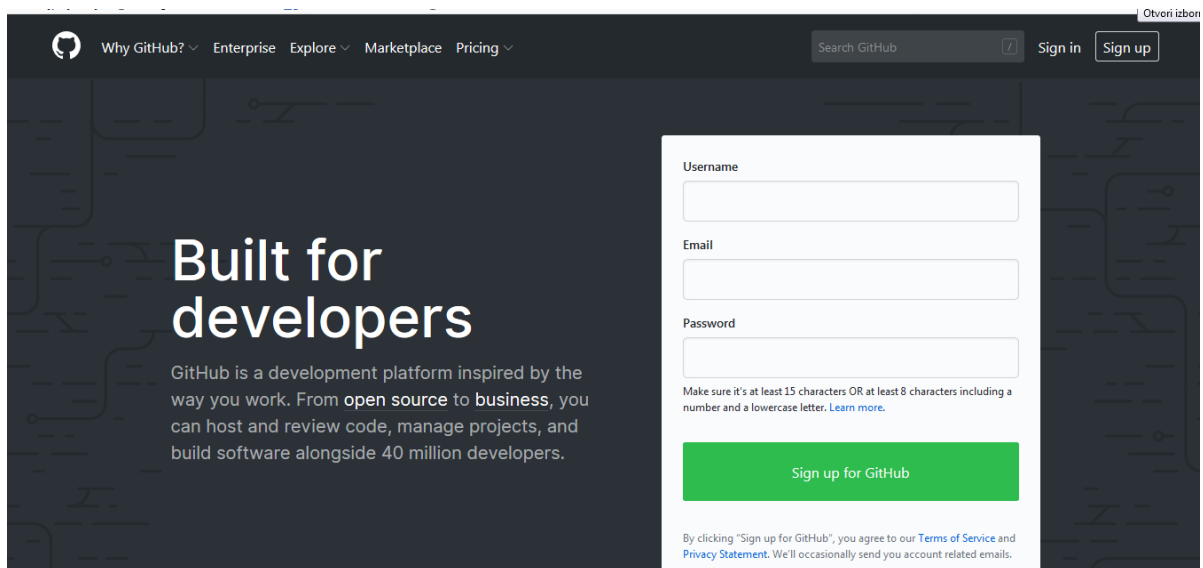 Otvori izborn
Why GitHub? Enterprise Explore Marketplace Pricing Search GitHub / Sign in Sign up
Built for
developers
GitHub is a development platform inspired by the
way you work. From open source to business, you
can host and review code, manage projects, and
build software alongside 40 million developers.
Username
Email
Password
Make sure it's at least 15 characters OR at least 8 characters including a
number and a lowercase letter. Learn more.
Sign up for GitHub
By clicking “Sign up for GitHub”, you agree to our Terms of Service and
Privacy Statement. We'll occasionally send you account related emails.